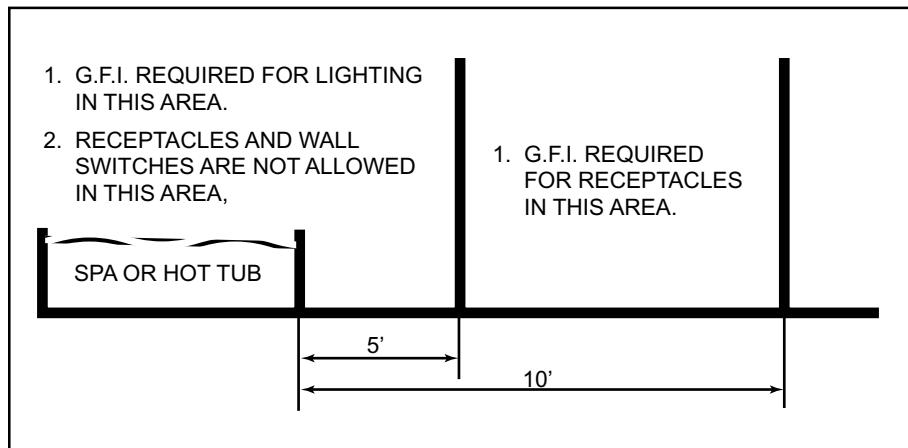 1. G.F.I. REQUIRED FOR LIGHTING
IN THIS AREA.
2. RECEPTACLES AND WALL
SWITCHES ARE NOT ALLOWED
IN THIS AREA,
1. G.F.I. REQUIRED
FOR RECEPTACLES
IN THIS AREA.
SPA OR HOT TUB
5’
10’